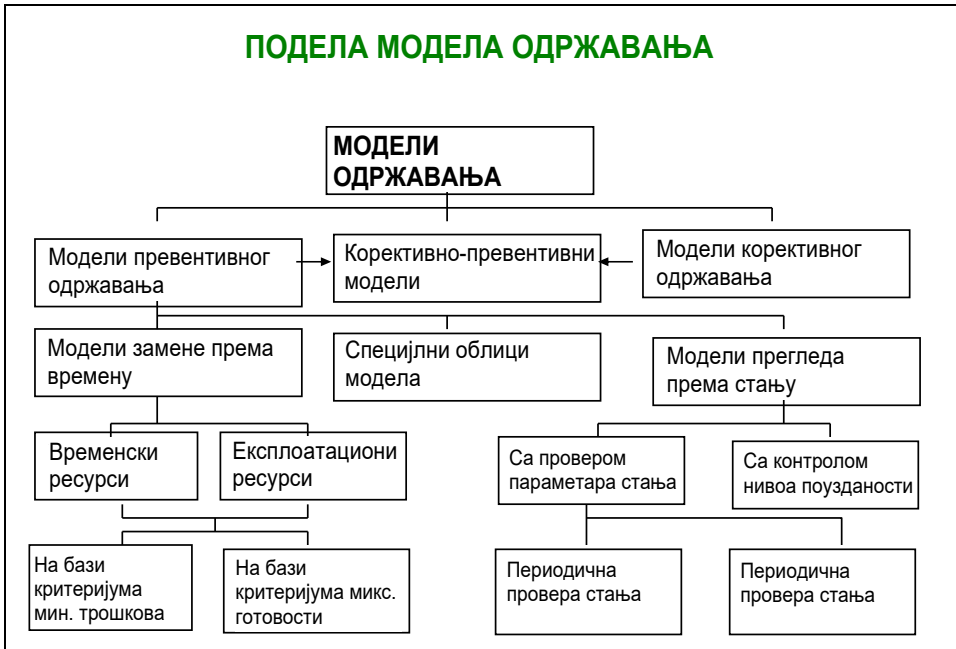 ПОДЕЛА МОДЕЛА ОДРЖАВАЊА
МОДЕЛИ
ОДРЖАВАЊА
Модели превентивног
одржавања
Корективно-превентивни
модели
Модели корективног
одржавања
Модели замене према
времену
Специјлни облици
модела
Модели прегледа
према стању
Временски
ресурси
Експлоатациони
ресурси
Са провером
параметара стања
Са контролом
нивоа поузданости
На бази
критеријума
мин. трошкова
На бази
критеријума микс.
готовости
Периодична
провера стања
Периодична
провера стања